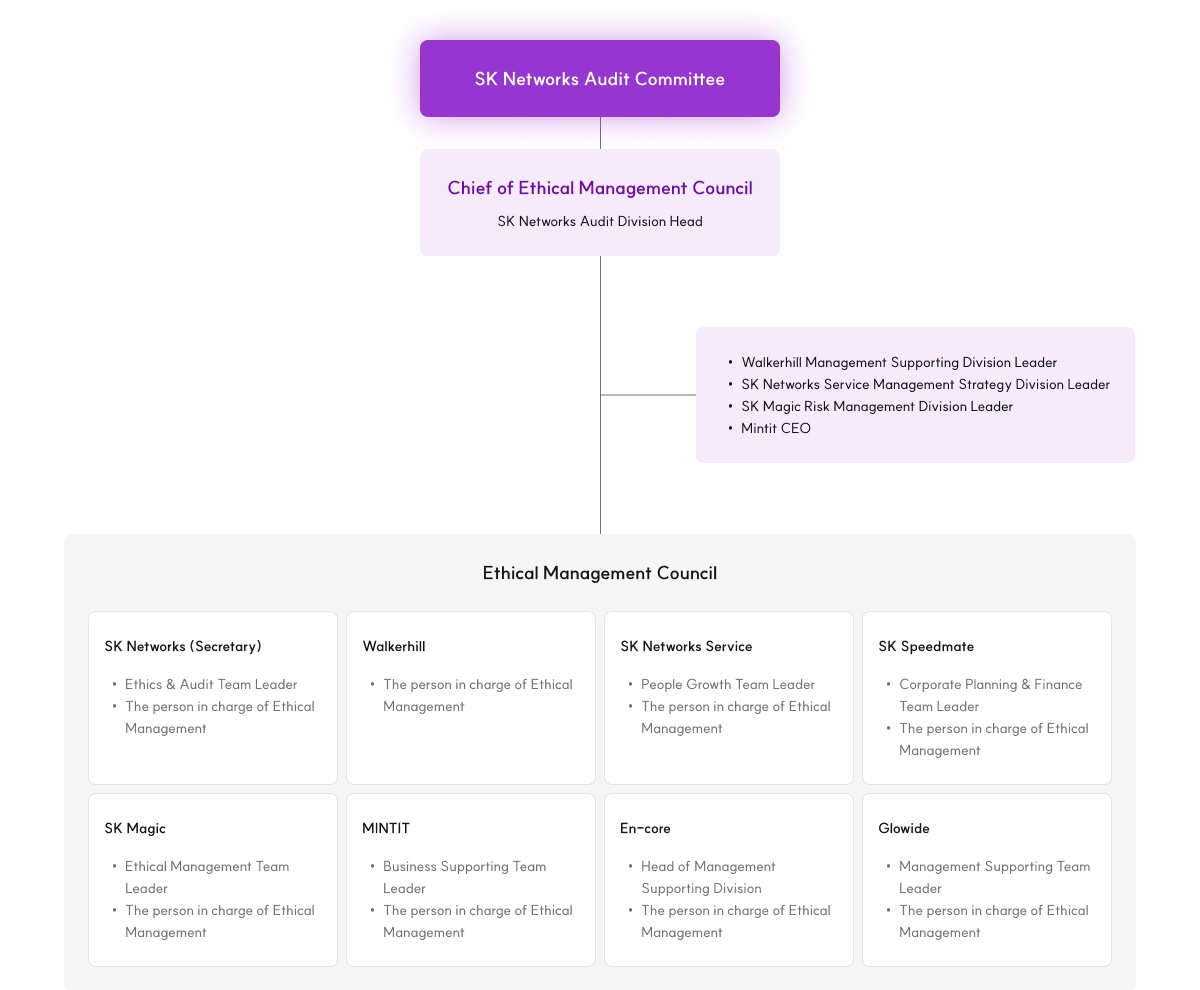 SK Networks Audit Committee
Chief of Ethical Management Council
SK Networks Audit Division Head
• Walkerhill Management Supporting Division Leader
• SK Networks Service Management Strategy Division Leader
• SK Magic Risk Management Division Leader
• Mintit CEO
Ethical Management Council
SK Networks (Secretary)
• Ethics & Audit Team Leader
• The person in charge of Ethical
Management
Walkerhill
• The person in charge of Ethical
Management
SK Networks Service
• People Growth Team Leader
• The person in charge of Ethical
Management
SK Speedmate
• Corporate Planning & Finance
Team Leader
• The person in charge of Ethical
Management
SK Magic
• Ethical Management Team
Leader
• The person in charge of Ethical
Management
MINTIT
• Business Supporting Team
Leader
• The person in charge of Ethical
Management
En-core
• Head of Management
Supporting Division
• The person in charge of Ethical
Management
Glowide
• Management Supporting Team
Leader
• The person in charge of Ethical
Management